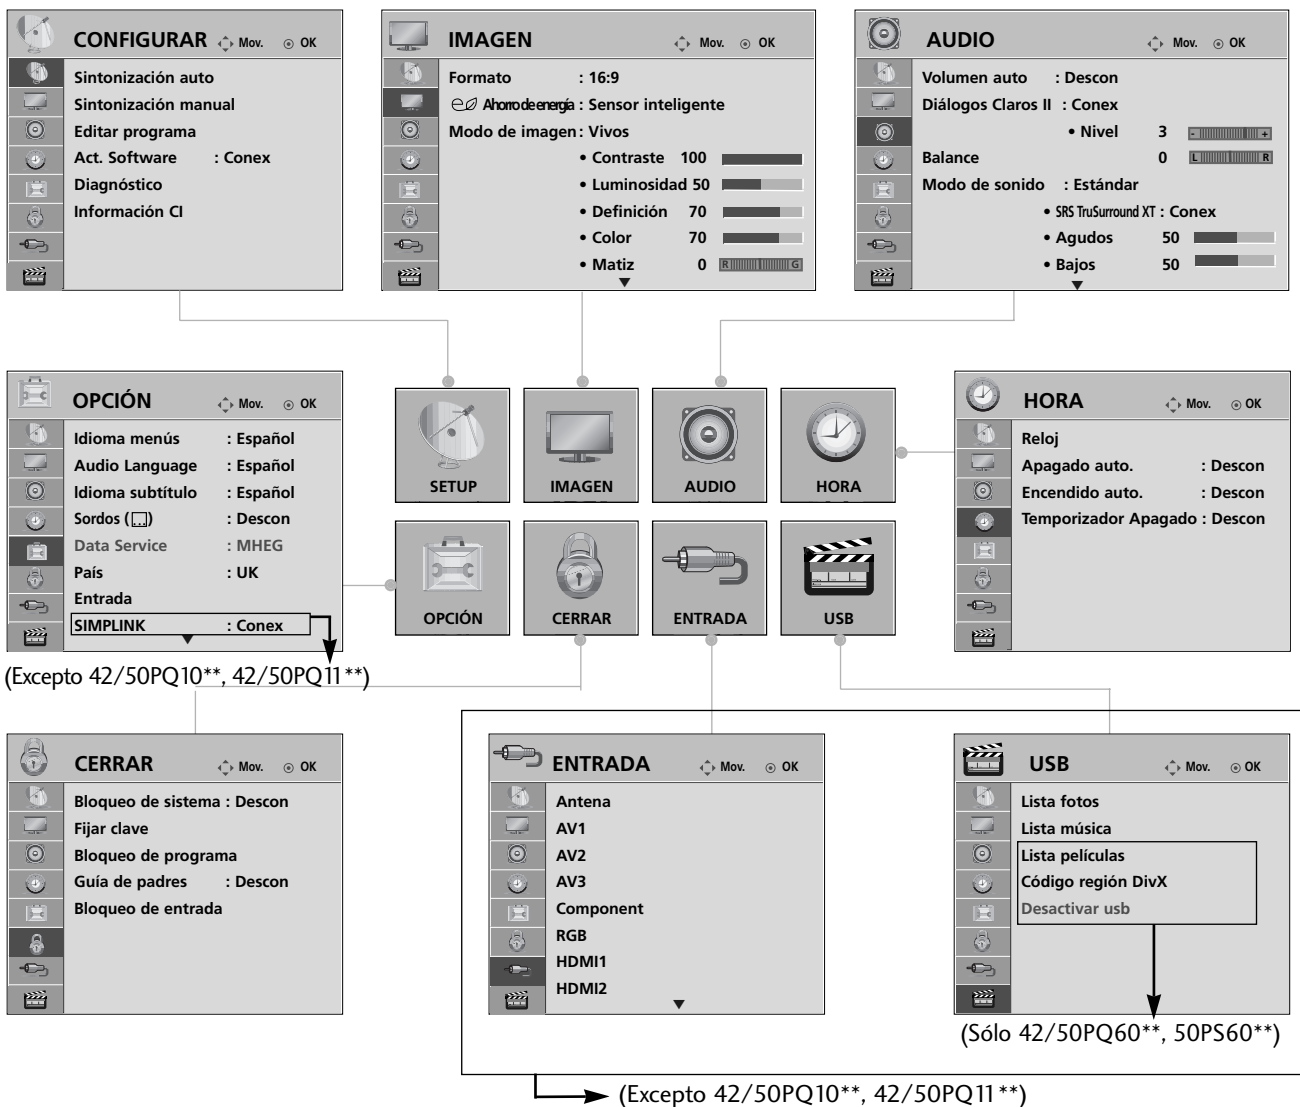 CONFIGURAR Mov. OK
Sintonización auto
Sintonización manual
Editar programa
Act. Software : Conex
Diagnóstico
Información CI
IMAGEN Mov. OK
Formato : 16:9
Ahorro de energía : Sensor inteligente
Modo de imagen : Vivos
• Contraste 100
• Luminosidad 50
• Definición 70
• Color 70
• Matiz 0 R G
AUDIO Mov. OK
Volumen auto : Descon
Diálogos Claros II : Conex
• Nivel 3 - +
Balance 0 L R
Modo de sonido : Estándar
• SRS TruSurround XT : Conex
• Agudos 50
• Bajos 50
OPCIÓN Mov. OK
Idioma menús : Español
Audio Language : Español
Idioma subtítulo : Español
Sordos ( ) : Descon
Data Service : MHEG
País : UK
Entrada
SIMPLINK : Conex
(Excepto 42/50PQ10**, 42/50PQ11**)
SETUP
IMAGEN
AUDIO
HORA
OPCIÓN
CERRAR
ENTRADA
USB
HORA Mov. OK
Reloj
Apagado auto. : Descon
Encendido auto. : Descon
Temporizador Apagado : Descon
CERRAR Mov. OK
Bloqueo de sistema : Descon
Fijar clave
Bloqueo de programa
Guía de padres : Descon
Bloqueo de entrada
ENTRADA Mov. OK
Antena
AV1
AV2
AV3
Component
RGB
HDMI1
HDMI2
USB Mov. OK
Lista fotos
Lista música
Lista películas
Código región DivX
Desactivar usb
(Sólo 42/50PQ60**, 50PS60**)
(Excepto 42/50PQ10**, 42/50PQ11**)